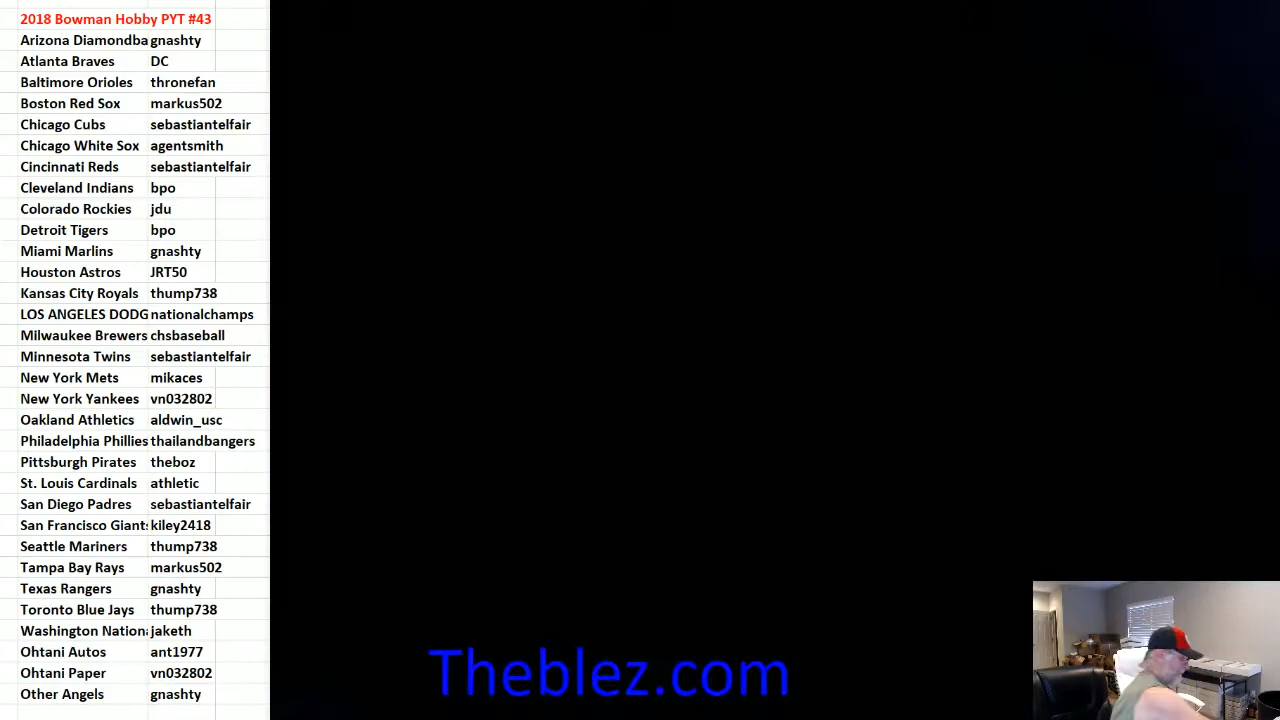 2018 Bowman Hobby PYT #43
Arizona Diamondba gnashty
Atlanta Braves DC
Baltimore Orioles thronefan
Boston Red Sox markus502
Chicago Cubs sebastiantelfair
Chicago White Sox agentsmith
Cincinnati Reds sebastiantelfair
Cleveland Indians bpo
Colorado Rockies jdu
Detroit Tigers bpo
Miami Marlins gnashty
Houston Astros JRT50
Kansas City Royals thump738
LOS ANGELES DODG nationalchamps
Milwaukee Brewers chsbaseball
Minnesota Twins sebastiantelfair
New York Mets mikaces
New York Yankees vn032802
Oakland Athletics aldwin_usc
Philadelphia Phillies thailandbangers
Pittsburgh Pirates theboz
St. Louis Cardinals athletic
San Diego Padres sebastiantelfair
San Francisco Giants kiley2418
Seattle Mariners thump738
Tampa Bay Rays markus502
Texas Rangers gnashty
Toronto Blue Jays thump738
Washington Nationa jaketh
Ohtani Autos ant1977
Ohtani Paper vn032802
Other Angels gnashty
Theblez.com